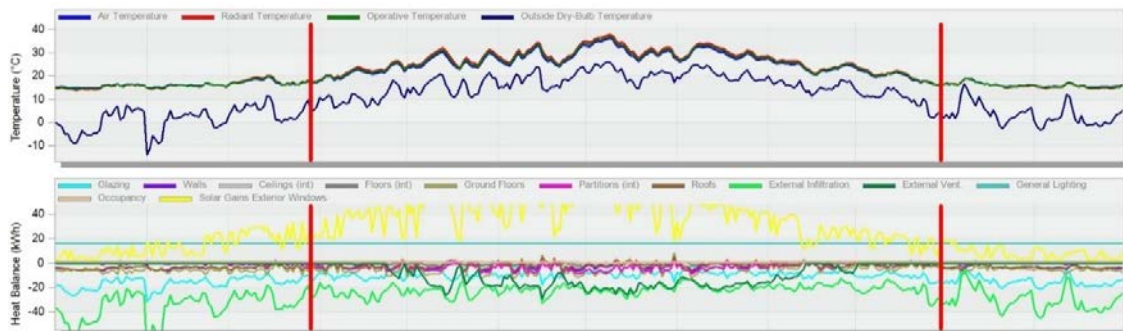 Air Temperature Radiant Temperature Operative Temperature Outside Dry-Bulb Temperature
Temperature (°C)
40
30
20
10
0
-10
Glazing Walls Ceilings (int) Floors (int) Ground Floors Partitions (int) Roofs External Infiltration External Vent. General Lighting
Occupancy Solar Gains Exterior Windows
Heat Balance (kWh)
40
20
0
-20
-40